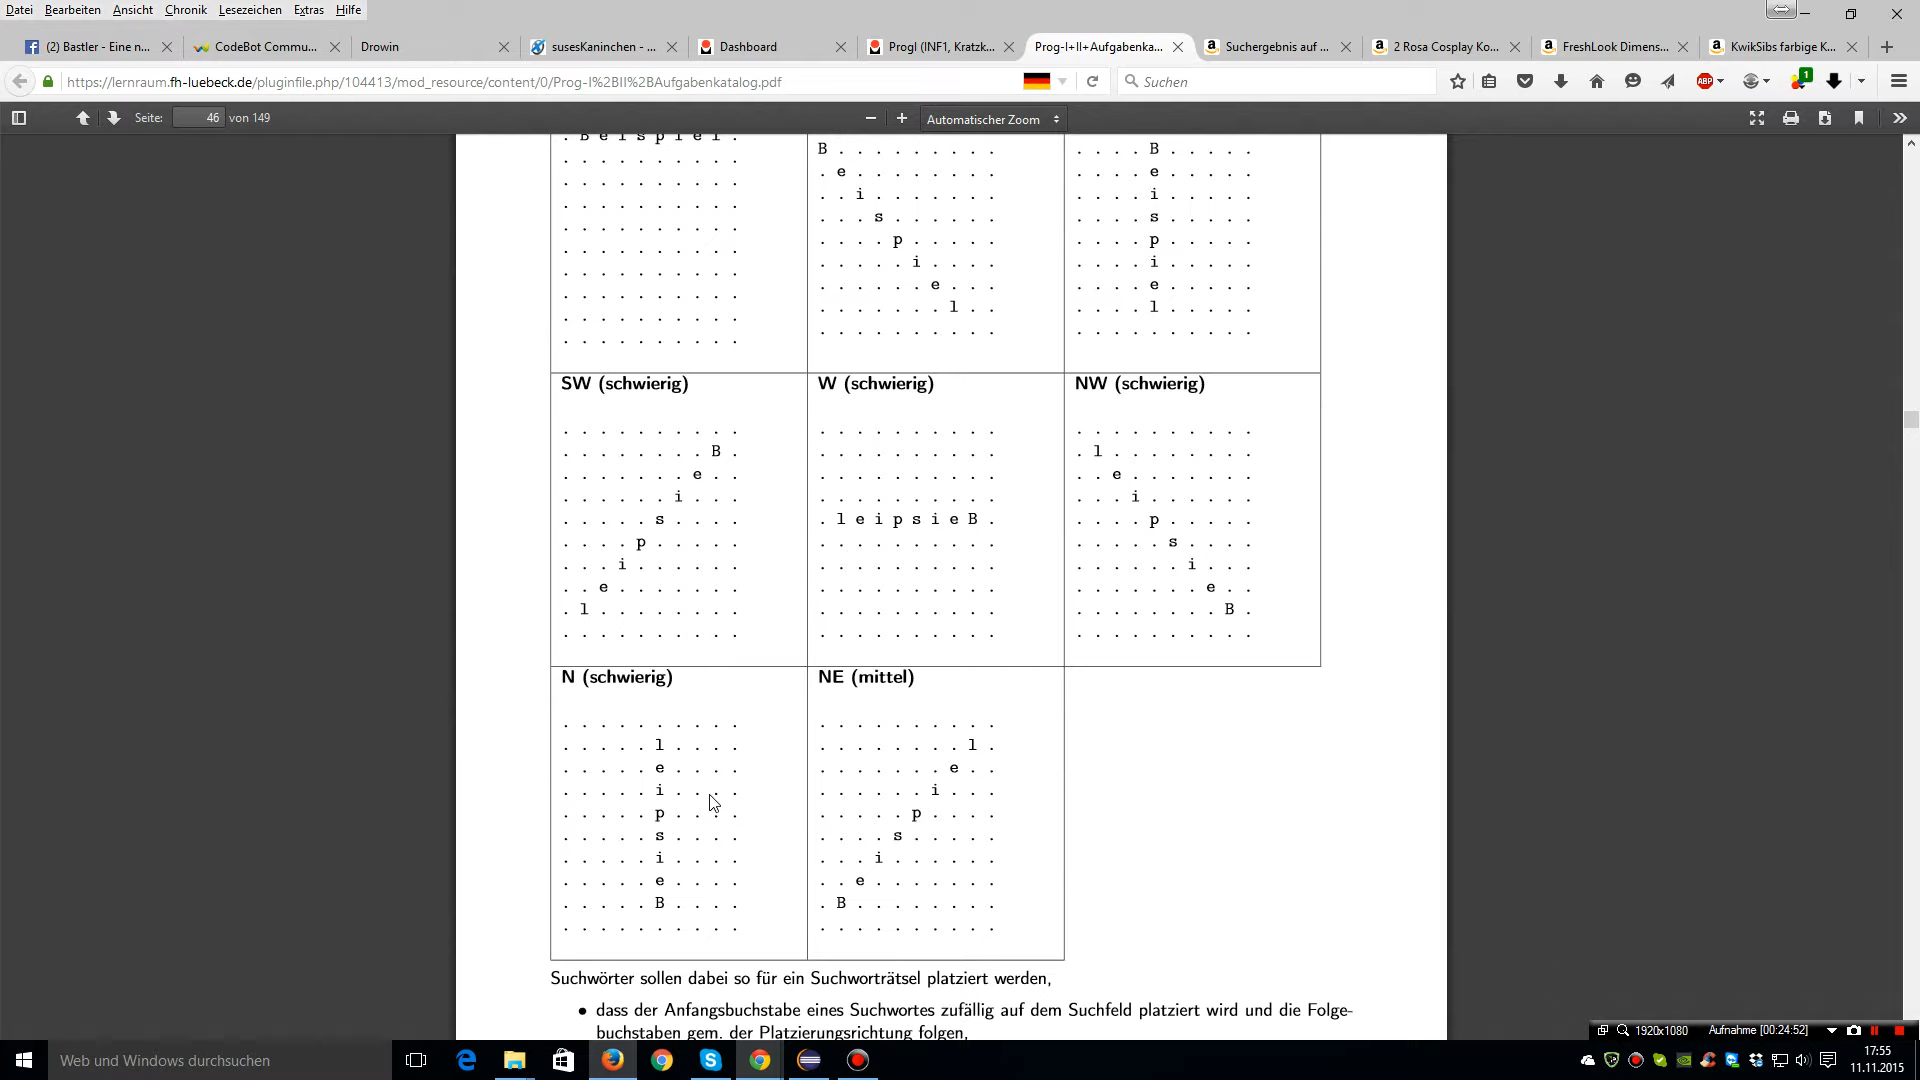 Datei Bearbeiten Ansicht Chronik Lesezeichen Extras Hilfe
(2) Bastler - Eine n... CodeBot Commu... Drowin susesKaninchen - ... Dashboard ProgI (INF1, Kratzk... Prog-I+II+Aufgabenka... Suchergebnis auf ... 2 Rosa Cosplay Ko... FreshLook Dimens... KwikSibs farbige K...
https://lernraum.fh-luebeck.de/pluginfile.php/104413/mod_resource/content/0/Prog-I%2BII%2BAufgabenkatalog.pdf Suchen ABP 1
Seite: 46 von 149 Automatischer Zoom
. B e i s p i e l .
. . . . . . . . . .
. . . . . . . . . .
. . . . . . . . . .
. . . . . . . . . .
. . . . . . . . . .
. . . . . . . . . .
. . . . . . . . . .
. . . . . . . . . .
. . . . . . . . . .
B . . . . . . . . .
. e . . . . . . . .
. . i . . . . . . .
. . . s . . . . . .
. . . . p . . . . .
. . . . . i . . . .
. . . . . . e . . .
. . . . . . . l . .
. . . . . . . . . .
. . . . B . . . . .
. . . . e . . . . .
. . . . i . . . . .
. . . . s . . . . .
. . . . p . . . . .
. . . . i . . . . .
. . . . e . . . . .
. . . . l . . . . .
. . . . . . . . . .
SW (schwierig)
. . . . . . . . . .
. . . . . . . . B .
. . . . . . . e . .
. . . . . . i . . .
. . . . . s . . . .
. . . . p . . . . .
. . . i . . . . . .
. . e . . . . . . .
. l . . . . . . . .
. . . . . . . . . .
W (schwierig)
. . . . . . . . . .
. . . . . . . . . .
. . . . . . . . . .
. . . . . . . . . .
. l e i p s i e B .
. . . . . . . . . .
. . . . . . . . . .
. . . . . . . . . .
. . . . . . . . . .
. . . . . . . . . .
NW (schwierig)
. . . . . . . . . .
. l . . . . . . . .
. . e . . . . . . .
. . . i . . . . . .
. . . . p . . . . .
. . . . . s . . . .
. . . . . . i . . .
. . . . . . . e . .
. . . . . . . . B .
. . . . . . . . . .
N (schwierig)
. . . . . . . . . .
. . . . . l . . . .
. . . . . e . . . .
. . . . . i . . . .
. . . . . p . . . .
. . . . . s . . . .
. . . . . i . . . .
. . . . . e . . . .
. . . . . B . . . .
. . . . . . . . . .
NE (mittel)
. . . . . . . . . .
. . . . . . . . l .
. . . . . . . e . .
. . . . . . i . . .
. . . . . p . . . .
. . . . s . . . . .
. . . i . . . . . .
. . e . . . . . . .
. B . . . . . . . .
. . . . . . . . . .
Suchwörter sollen dabei so für ein Suchworträtsel platziert werden,
• dass der Anfangsbuchstabe eines Suchwortes zufällig auf dem Suchfeld platziert wird und die Folge-
buchstaben gem. der Platzierungsrichtung folgen,
1920x1080 Aufnahme [00:24:52]
Web und Windows durchsuchen
17:55
11.11.2015